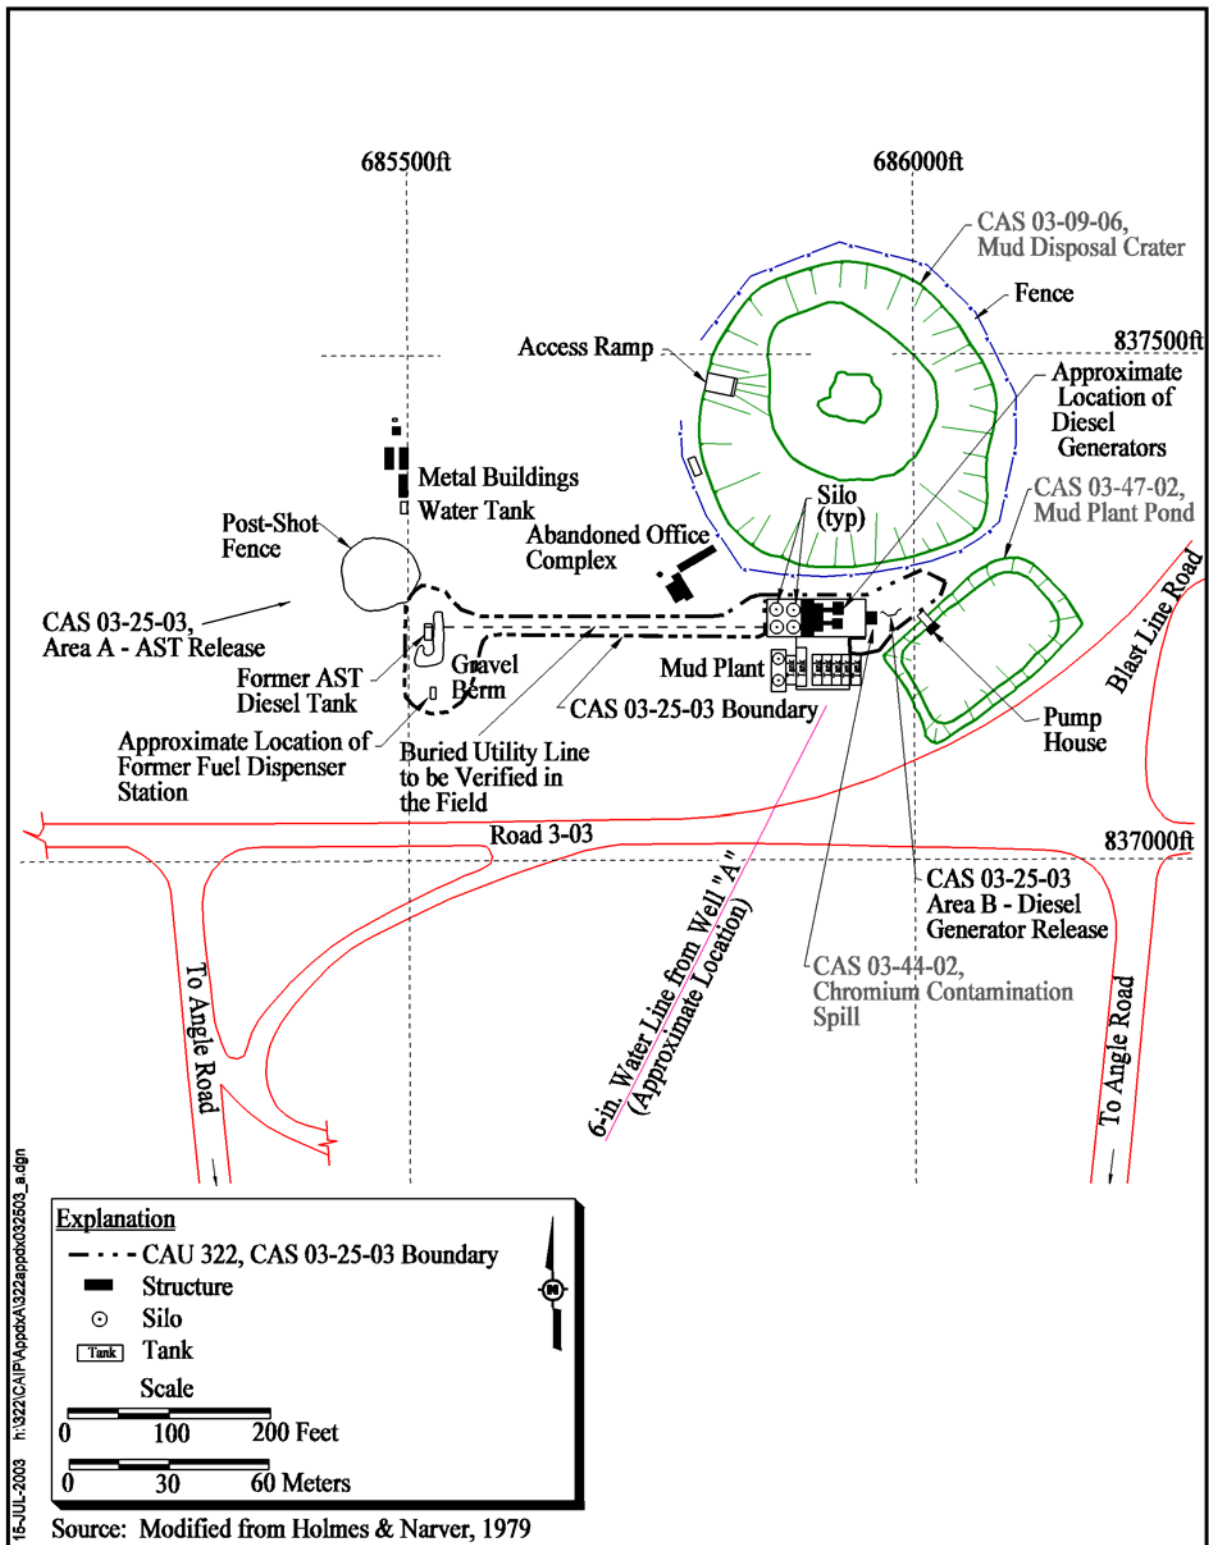 685500ft
686000ft
CAS 03-09-06,
Mud Disposal Crater
Fence
837500ft
Access Ramp
Approximate
Location of
Diesel
Generators
Metal Buildings
Water Tank
Silo
(typ)
CAS 03-47-02,
Mud Plant Pond
Post-Shot
Fence
Abandoned Office
Complex
Blast Line Road
CAS 03-25-03,
Area A - AST Release
Former AST
Diesel Tank
Gravel
Berm
Mud Plant
CAS 03-25-03 Boundary
Pump
House
Approximate Location of
Former Fuel Dispenser
Station
Buried Utility Line
to be Verified in
the Field
Road 3-03
837000ft
CAS 03-25-03
Area B - Diesel
Generator Release
6-in. Water Line from Well "A"
(Approximate Location)
CAS 03-44-02,
Chromium Contamination
Spill
To Angle Road
To Angle Road
Explanation
CAU 322, CAS 03-25-03 Boundary
Structure
Silo
Tank
Tank
Scale
0 100 200 Feet
0 30 60 Meters
N
Source: Modified from Holmes & Narver, 1979
15-JUL-2003 h:\322\CAIP\AppdxA\322appdx032503_a.dgn